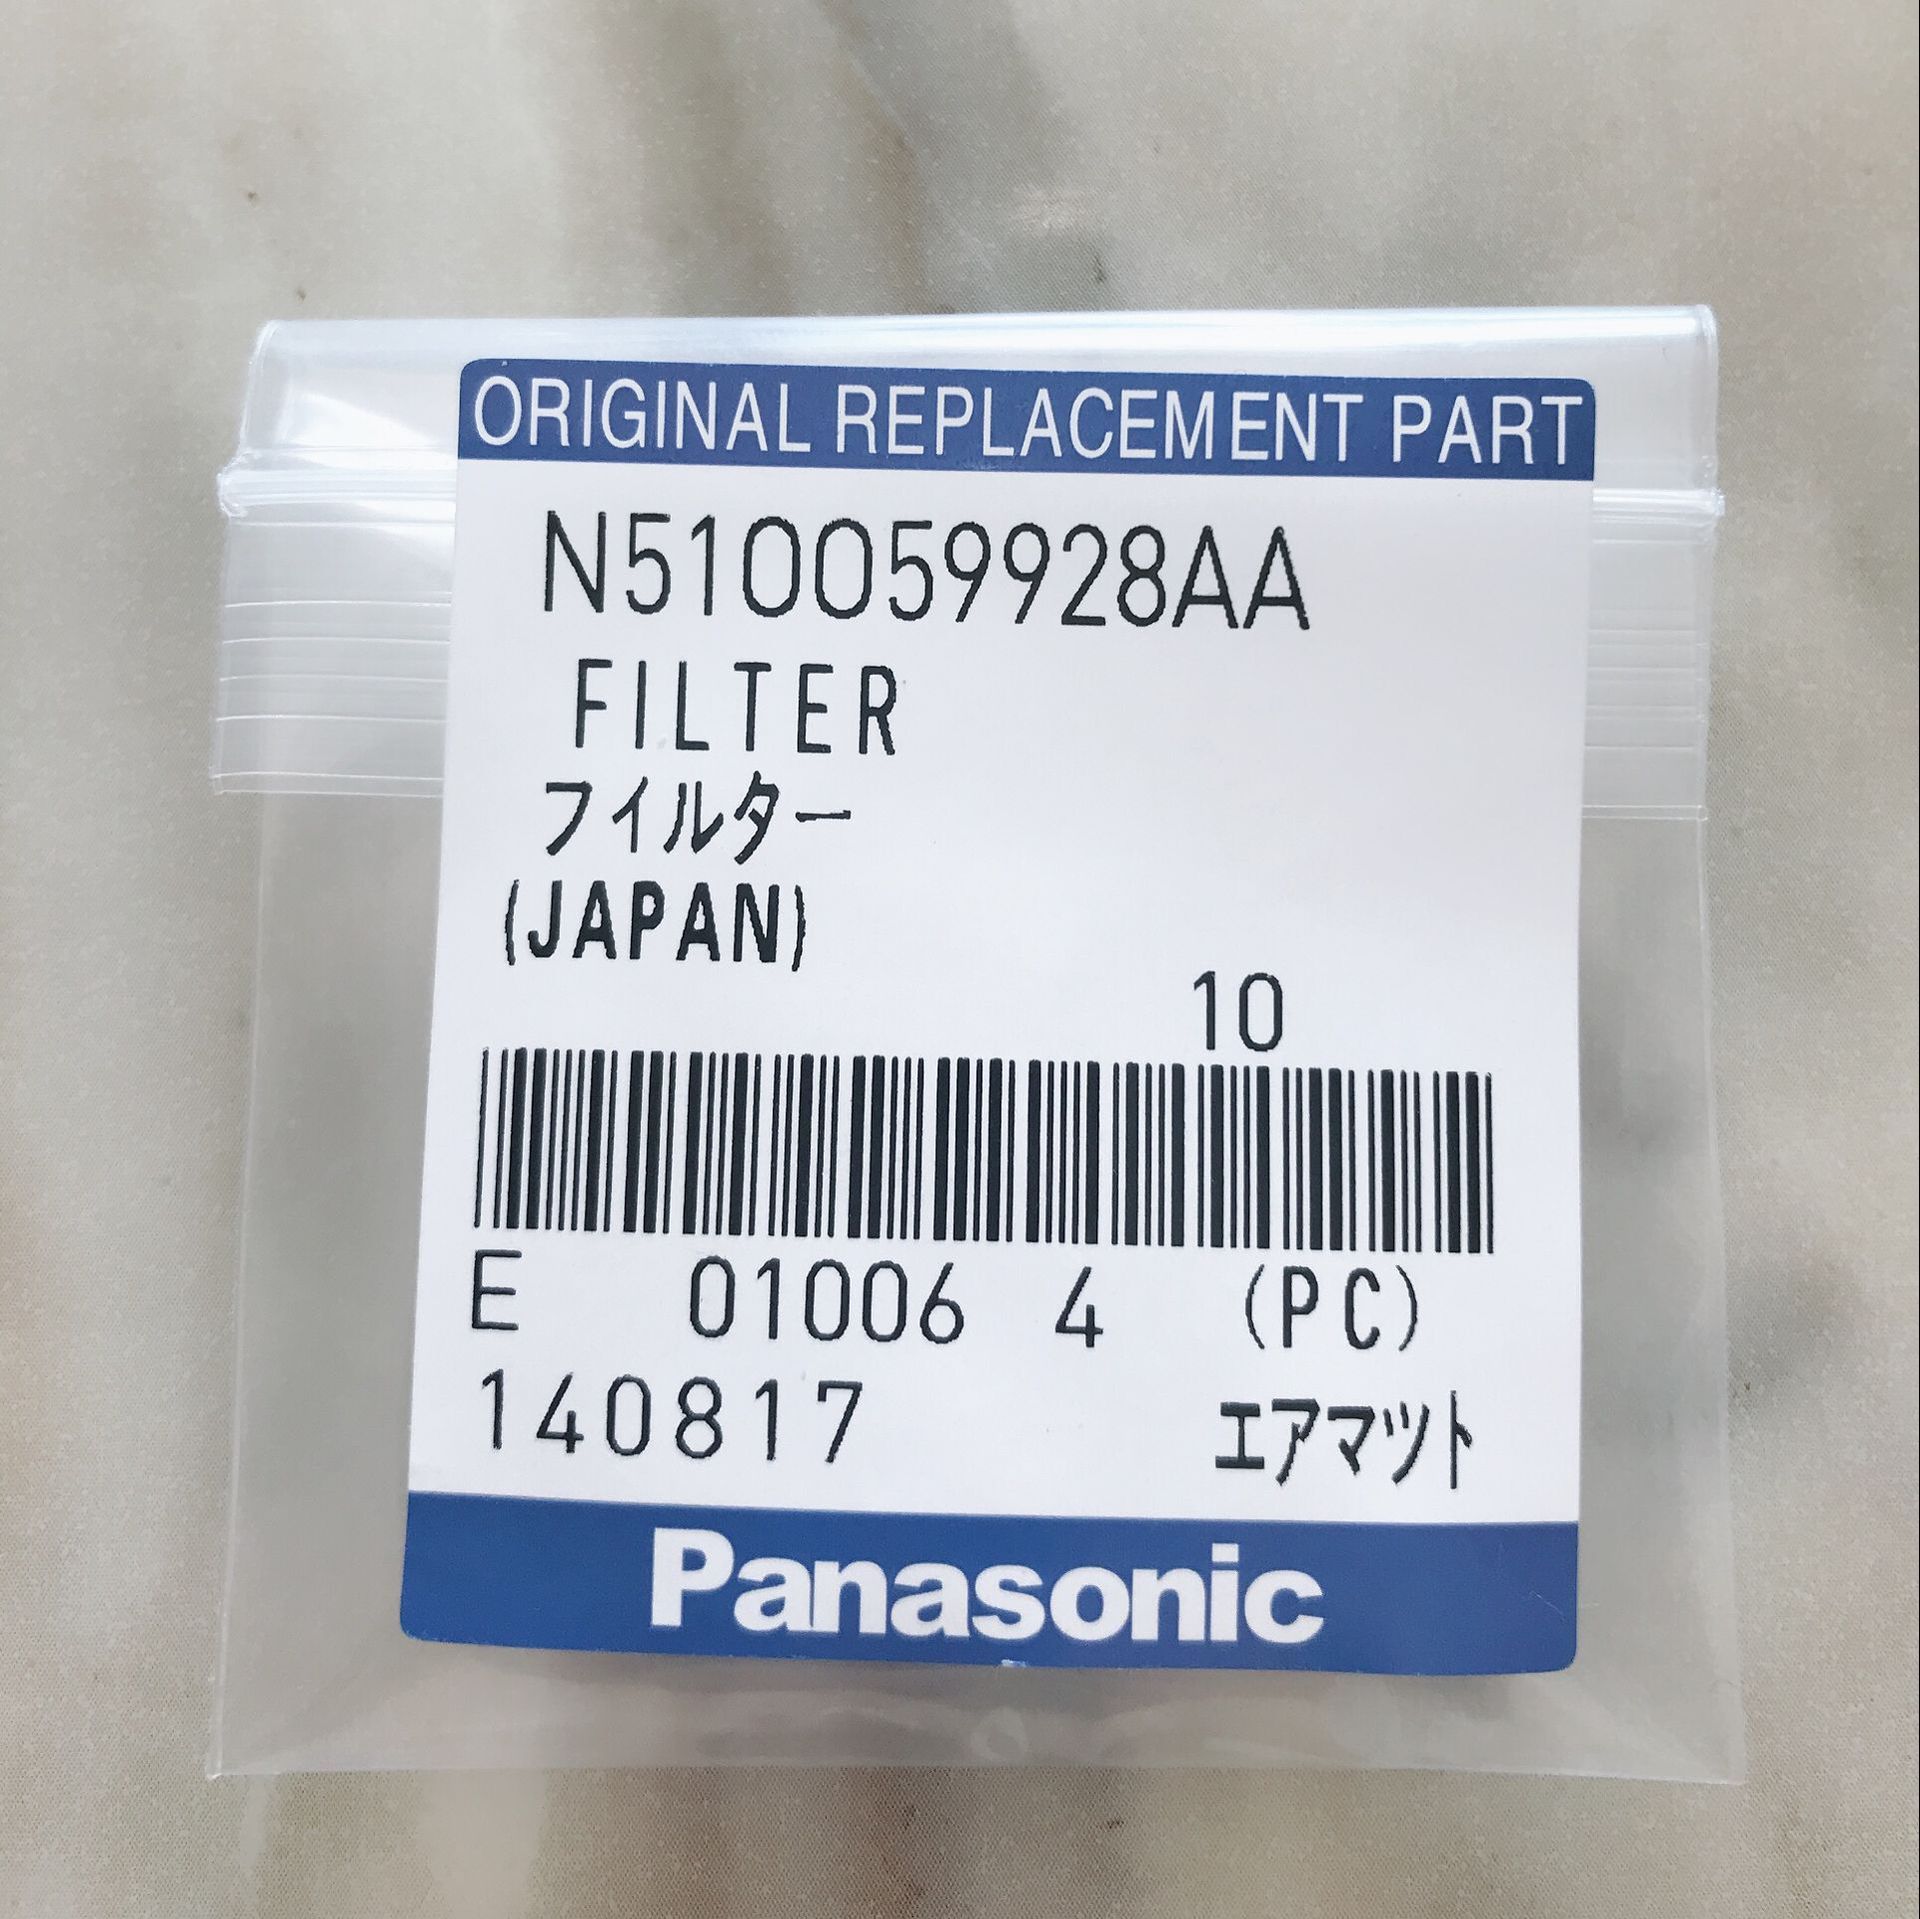 ORIGINAL REPLACEMENT PART
N510059928AA
FILTER
フイルター
(JAPAN)
10
E 01006 4 (PC)
140817 エアマツト
Panasonic